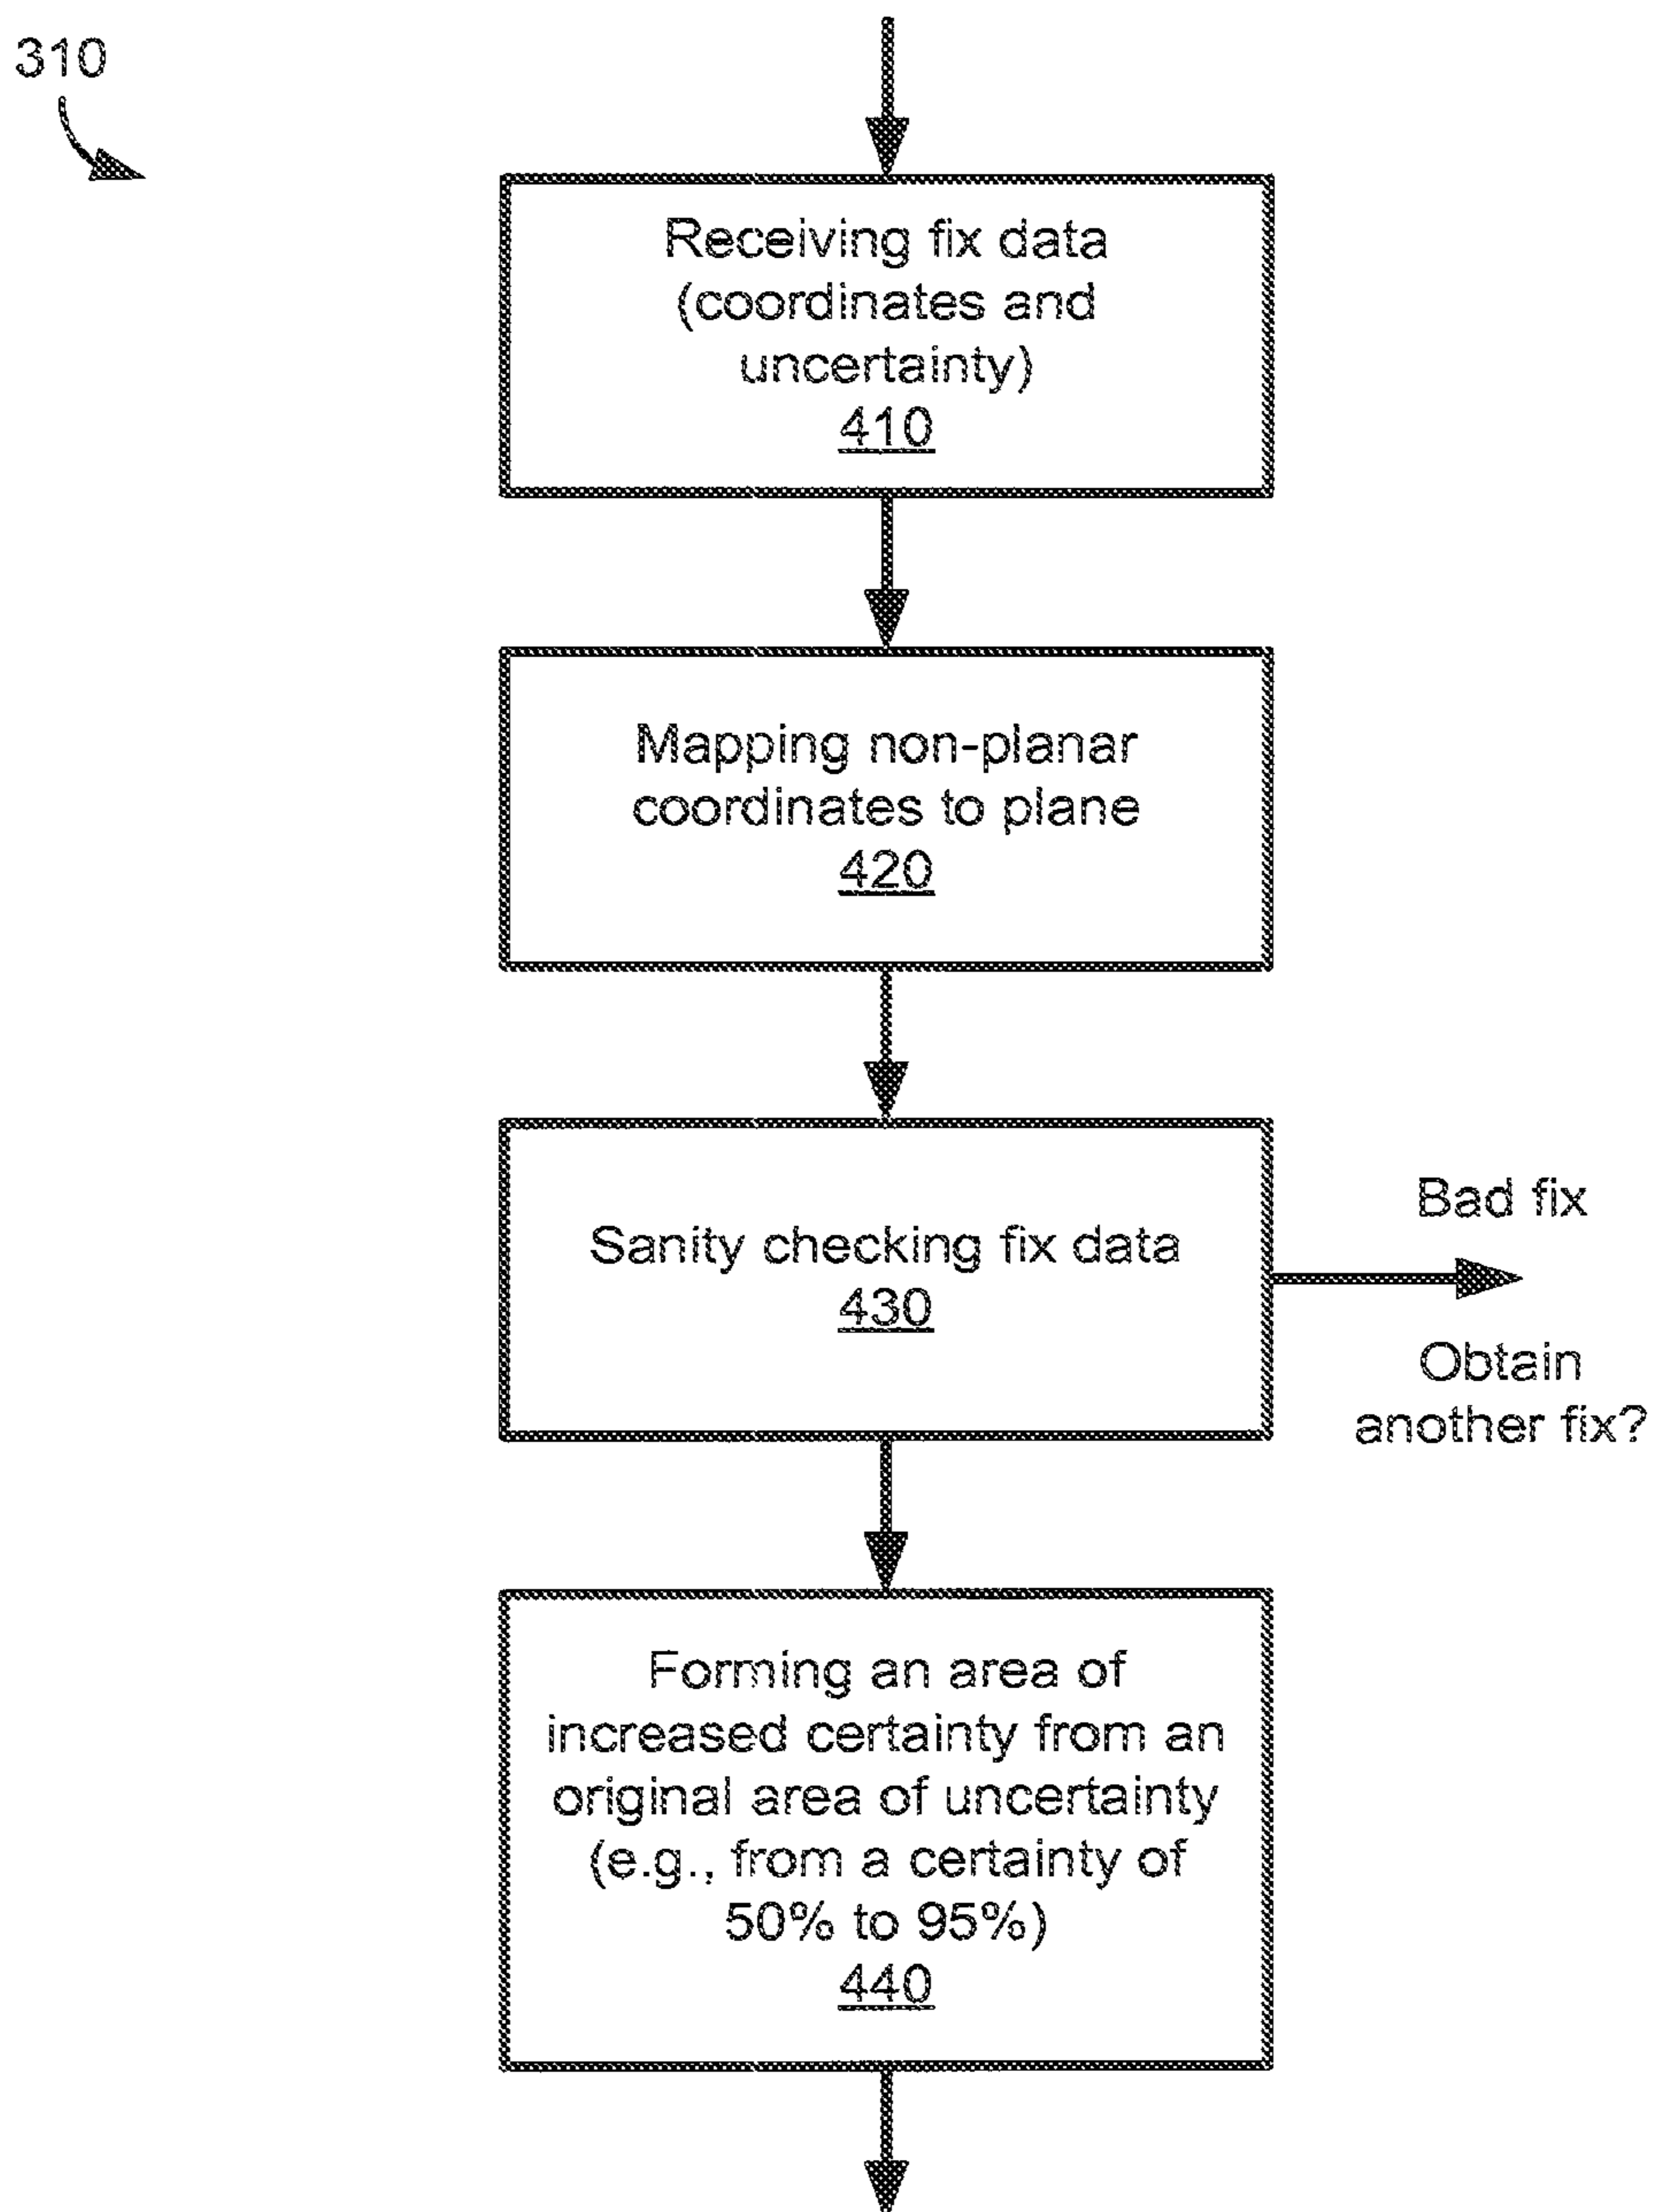 310
Receiving fix data
(coordinates and
uncertainty)
410
Mapping non-planar
coordinates to plane
420
Sanity checking fix data
430
Bad fix
Obtain
another fix?
Forming an area of
increased certainty from an
original area of uncertainty
(e.g., from a certainty of
50% to 95%)
440